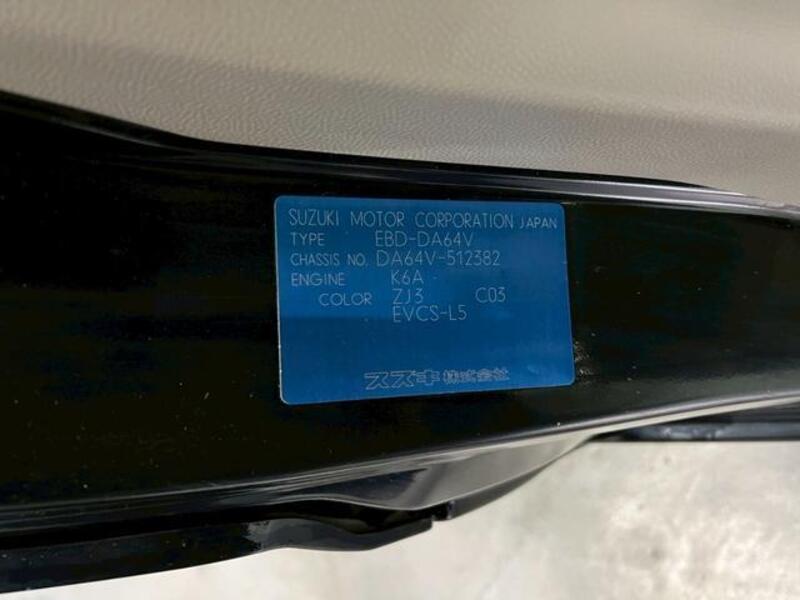 SUZUKI MOTOR CORPORATION JAPAN
TYPE EBD-DA64V
CHASSIS NO. DA64V-512382
ENGINE K6A
COLOR ZJ3 C03
EVCS-L5
スズキ株式会社